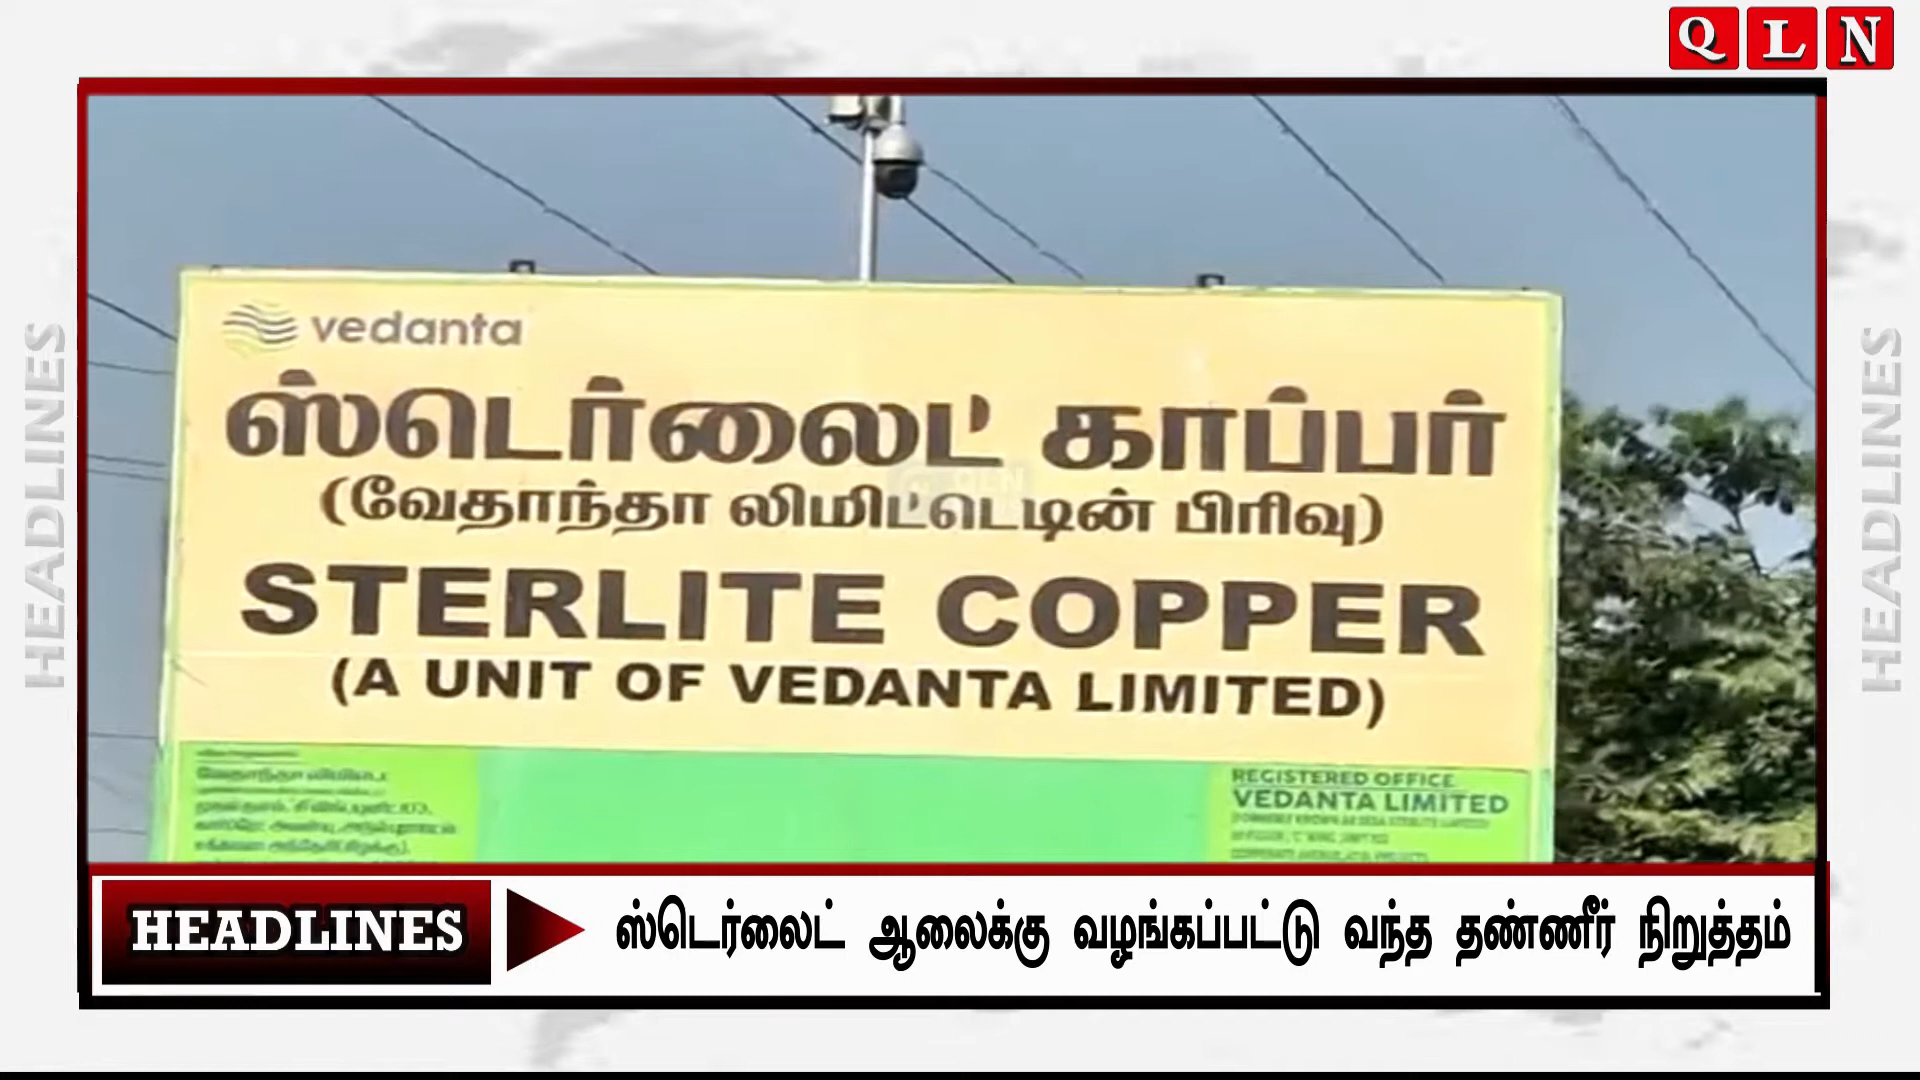 QLN
HEADLINES
HEADLINES
vedanta
ஸ்டெர்லைட் காப்பர்
(வேதாந்தா லிமிட்டெடின் பிரிவு)
STERLITE COPPER
(A UNIT OF VEDANTA LIMITED)
வேதாந்தா
REGISTERED OFFICE
VEDANTA LIMITED
HEADLINES
ஸ்டெர்லைட் ஆலைக்கு வழங்கப்பட்டு வந்த தண்ணீர் நிறுத்தம்